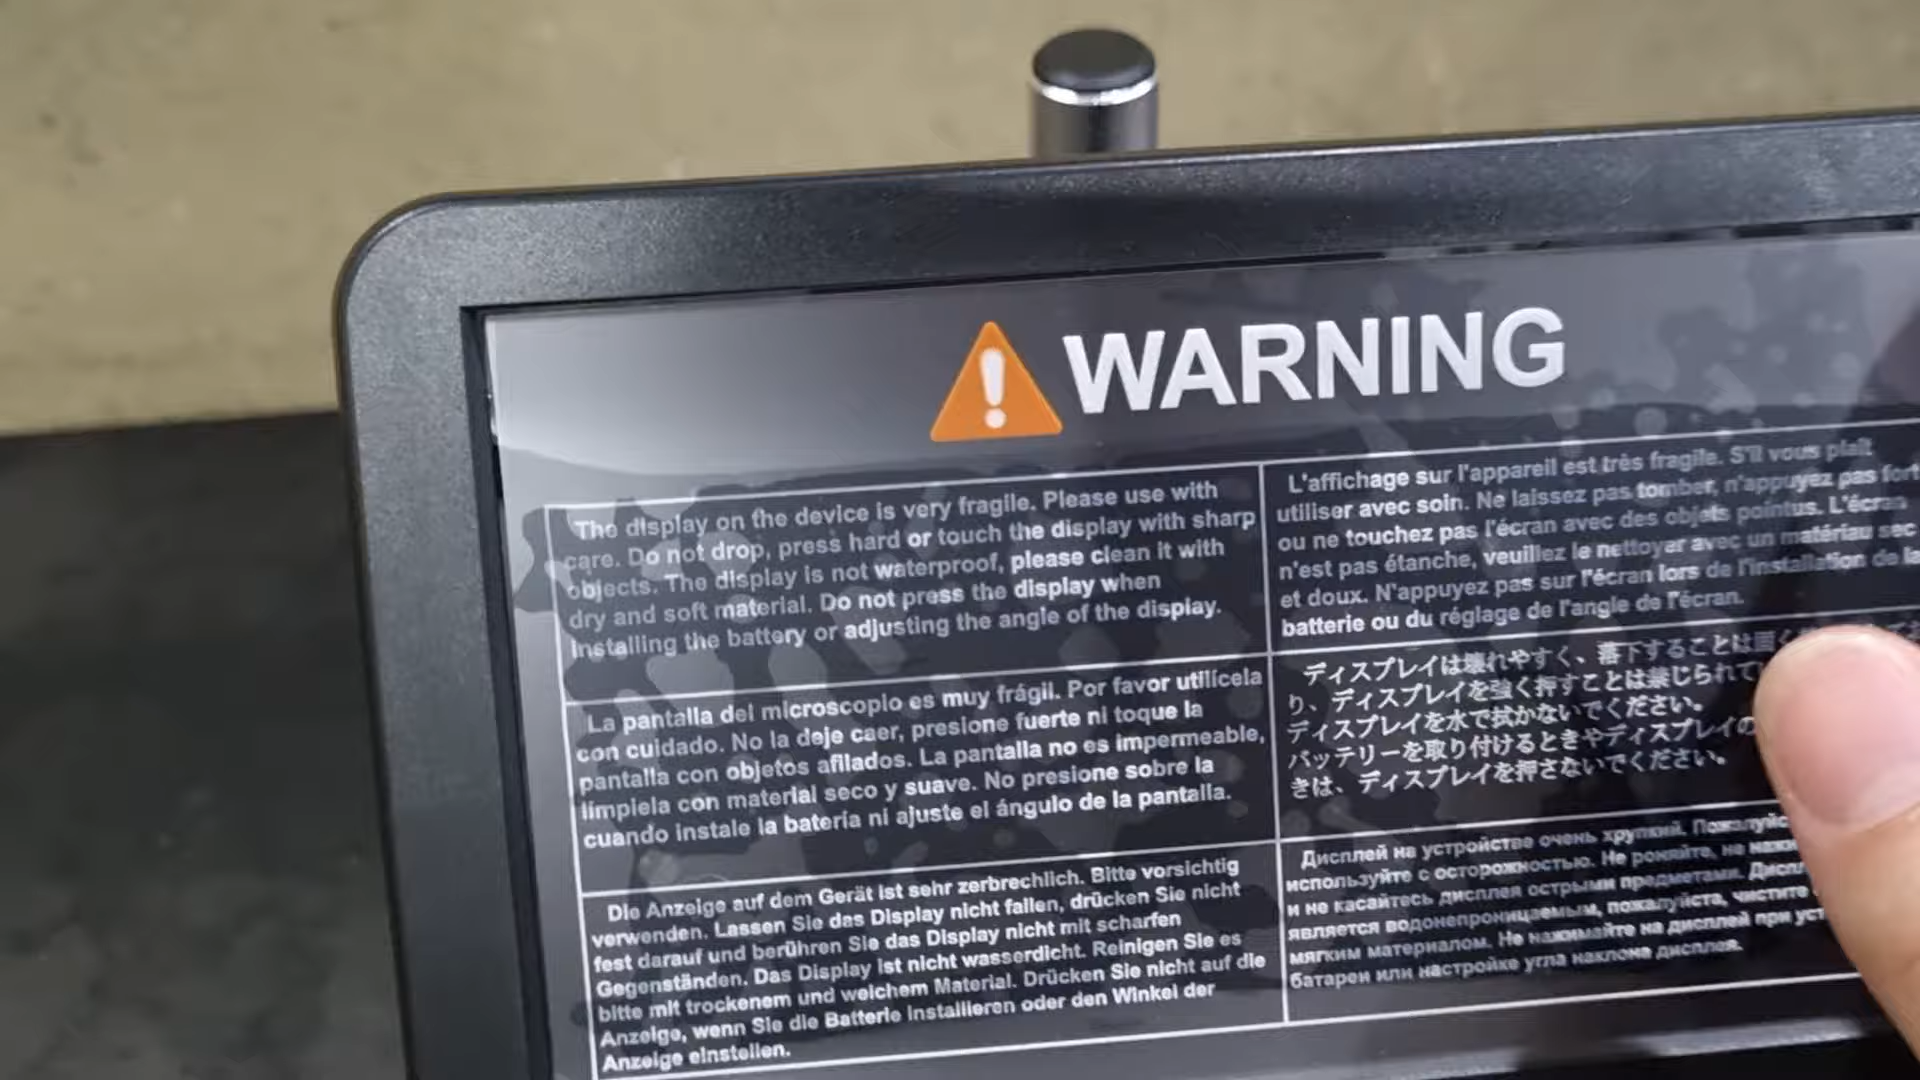 WARNING
The display on the device is very fragile. Please use with
care. Do not drop, press hard or touch the display with sharp
objects. The display is not waterproof, please clean it with
dry and soft material. Do not press the display when
installing the battery or adjusting the angle of the display.
L'affichage sur l'appareil est très fragile. S'il vous plaît
utiliser avec soin. Ne laissez pas tomber, n'appuyez pas fort
ou ne touchez pas l'écran avec des objets pointus. L'écran
n'est pas étanche, veuillez le nettoyer avec un matériau sec
et doux. N'appuyez pas sur l'écran lors de l'installation de la
batterie ou du réglage de l'angle de l'écran.
La pantalla del microscopio es muy frágil. Por favor utilícela
con cuidado. No la deje caer, presione fuerte ni toque la
pantalla con objetos afilados. La pantalla no es impermeable,
límpiela con material seco y suave. No presione sobre la
cuando instale la batería ni ajuste el ángulo de la pantalla.
ディスプレイは壊れやすく、落下することは固く
り、ディスプレイを強く押すことは禁じられてい
ディスプレイを水で拭かないでください。
バッテリーを取り付けるときやディスプレイの
きは、ディスプレイを押さないでください。
Die Anzeige auf dem Gerät ist sehr zerbrechlich. Bitte vorsichtig
verwenden. Lassen Sie das Display nicht fallen, drücken Sie nicht
fest darauf und berühren Sie das Display nicht mit scharfen
Gegenständen. Das Display ist nicht wasserdicht. Reinigen Sie es
bitte mit trockenem und weichem Material. Drücken Sie nicht auf die
Anzeige, wenn Sie die Batterie installieren oder den Winkel der
Anzeige einstellen.
Дисплей на устройстве очень хрупкий.
используйте с осторожностью. Не роняйте, не
и не касайтесь дисплея острыми предметами.
является водонепроницаемым, пожалуйста, чистите
мягким материалом. Не нажимайте на дисплей при
батареи или настройке угла наклона дисплея.